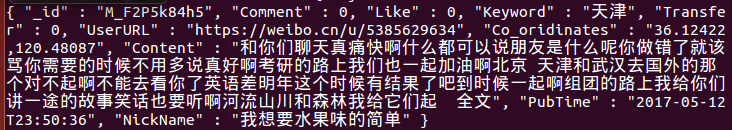 { "_id" : "M_F2P5k84h5", "Comment" : 0, "Like" : 0, "Keyword" : "天津", "Transfe
r" : 0, "UserURL" : "https://weibo.cn/u/5385629634", "Co_oridinates" : "36.12422
,120.48087", "Content" : "和你们聊天真痛快啊什么都可以说朋友是什么呢你做错了就该
骂你需要的时候不用多说真好啊考研的路上我们也一起加油啊北京 天津和武汉去国外的那
个对不起啊不能去看你了英语差明年这个时候有结果了吧到时候一起啊组团的路上我给你们
讲一途的故事笑话也要听啊河流山川和森林我给它们起  全文", "PubTime" : "2017-05-12
T23:50:36", "NickName" : "我想要水果味的简单" }